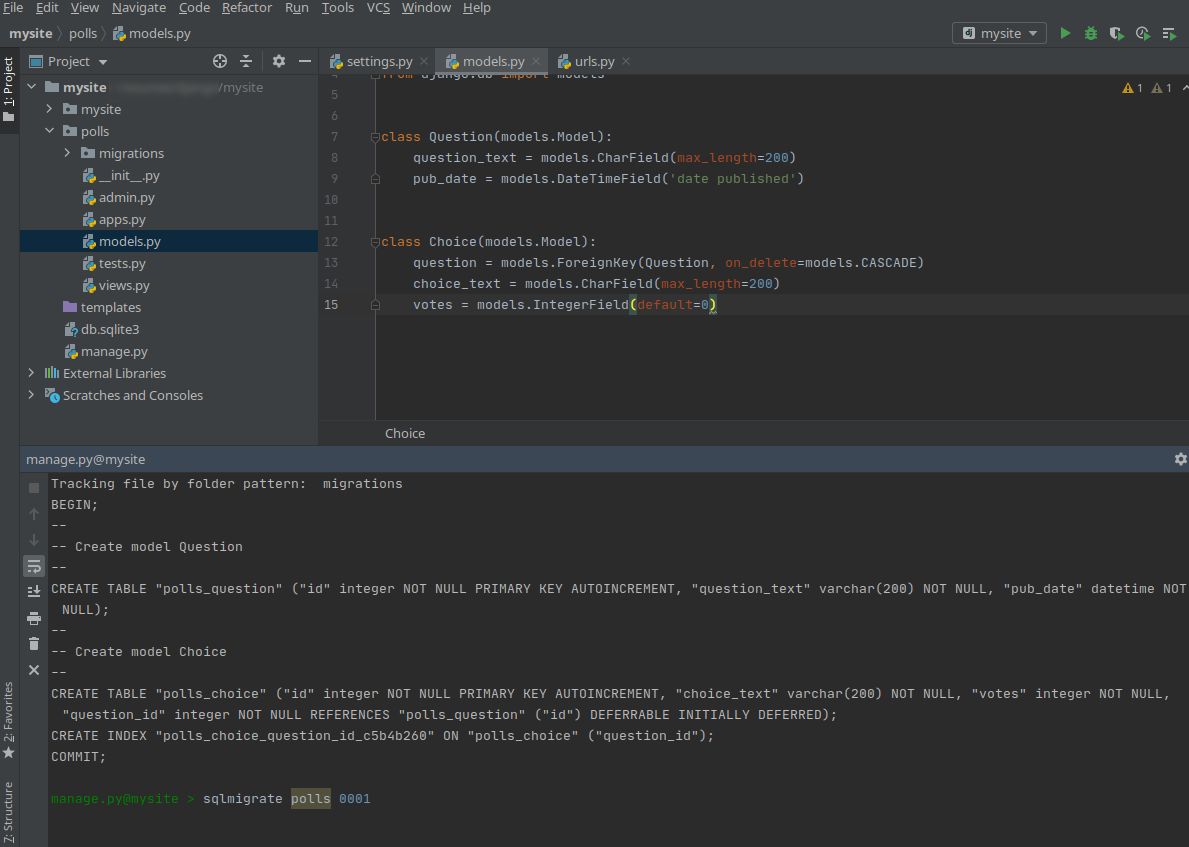 File Edit View Navigate Code Refactor Run Tools VCS Window Help
mysite polls models.py mysite
1: Project
Project
settings.py models.py urls.py
mysite /mysite
mysite
polls
migrations
__init__.py
admin.py
apps.py
models.py
tests.py
views.py
templates
db.sqlite3
manage.py
External Libraries
Scratches and Consoles
4 from django.db import models
5
6
7 class Question(models.Model):
8 question_text = models.CharField(max_length=200)
9 pub_date = models.DateTimeField('date published')
10
11
12 class Choice(models.Model):
13 question = models.ForeignKey(Question, on_delete=models.CASCADE)
14 choice_text = models.CharField(max_length=200)
15 votes = models.IntegerField(default=0)
1 1
Choice
manage.py@mysite
Tracking file by folder pattern: migrations
BEGIN;
--
-- Create model Question
--
CREATE TABLE "polls_question" ("id" integer NOT NULL PRIMARY KEY AUTOINCREMENT, "question_text" varchar(200) NOT NULL, "pub_date" datetime NOT
NULL);
--
-- Create model Choice
--
CREATE TABLE "polls_choice" ("id" integer NOT NULL PRIMARY KEY AUTOINCREMENT, "choice_text" varchar(200) NOT NULL, "votes" integer NOT NULL,
"question_id" integer NOT NULL REFERENCES "polls_question" ("id") DEFERRABLE INITIALLY DEFERRED);
CREATE INDEX "polls_choice_question_id_c5b4b260" ON "polls_choice" ("question_id");
COMMIT;
manage.py@mysite > sqlmigrate polls 0001
2: Favorites
7: Structure